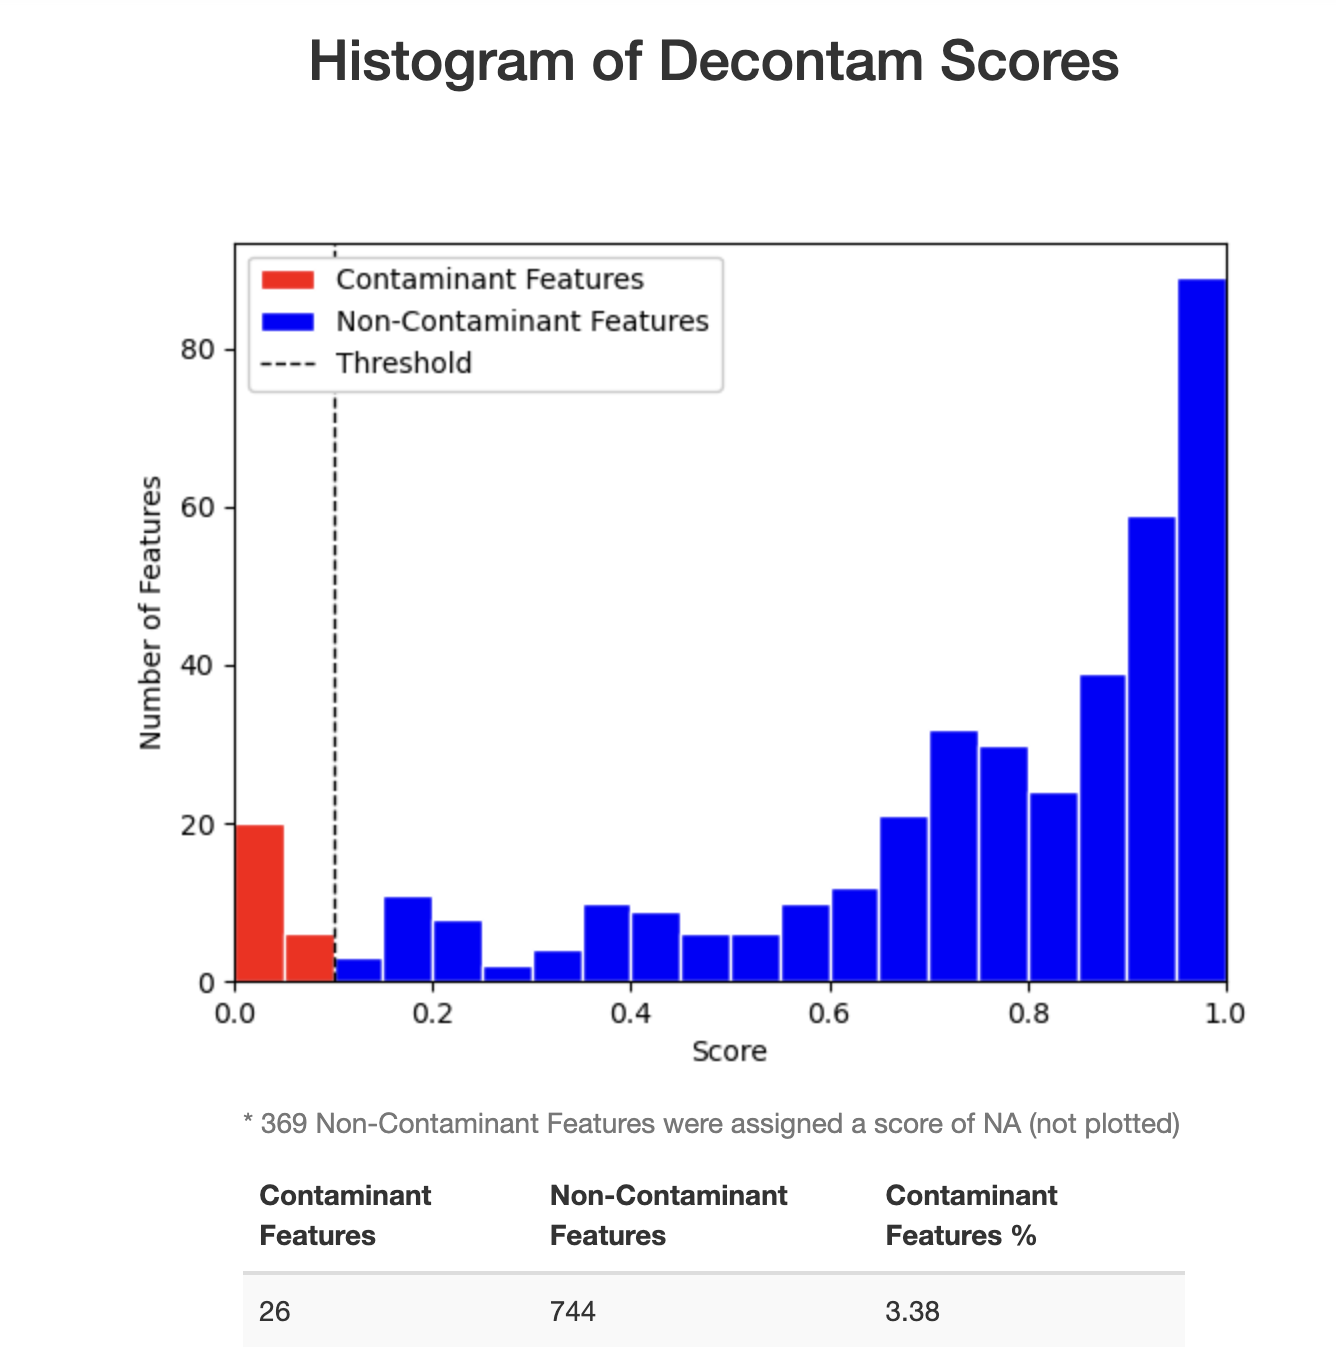 Histogram of Decontam Scores
Contaminant Features
Non-Contaminant Features
Threshold
80
60
40
20
0
Number of Features
0.0 0.2 0.4 0.6 0.8 1.0
Score
* 369 Non-Contaminant Features were assigned a score of NA (not plotted)
Contaminant Features
Non-Contaminant Features
Contaminant Features %
26 744 3.38